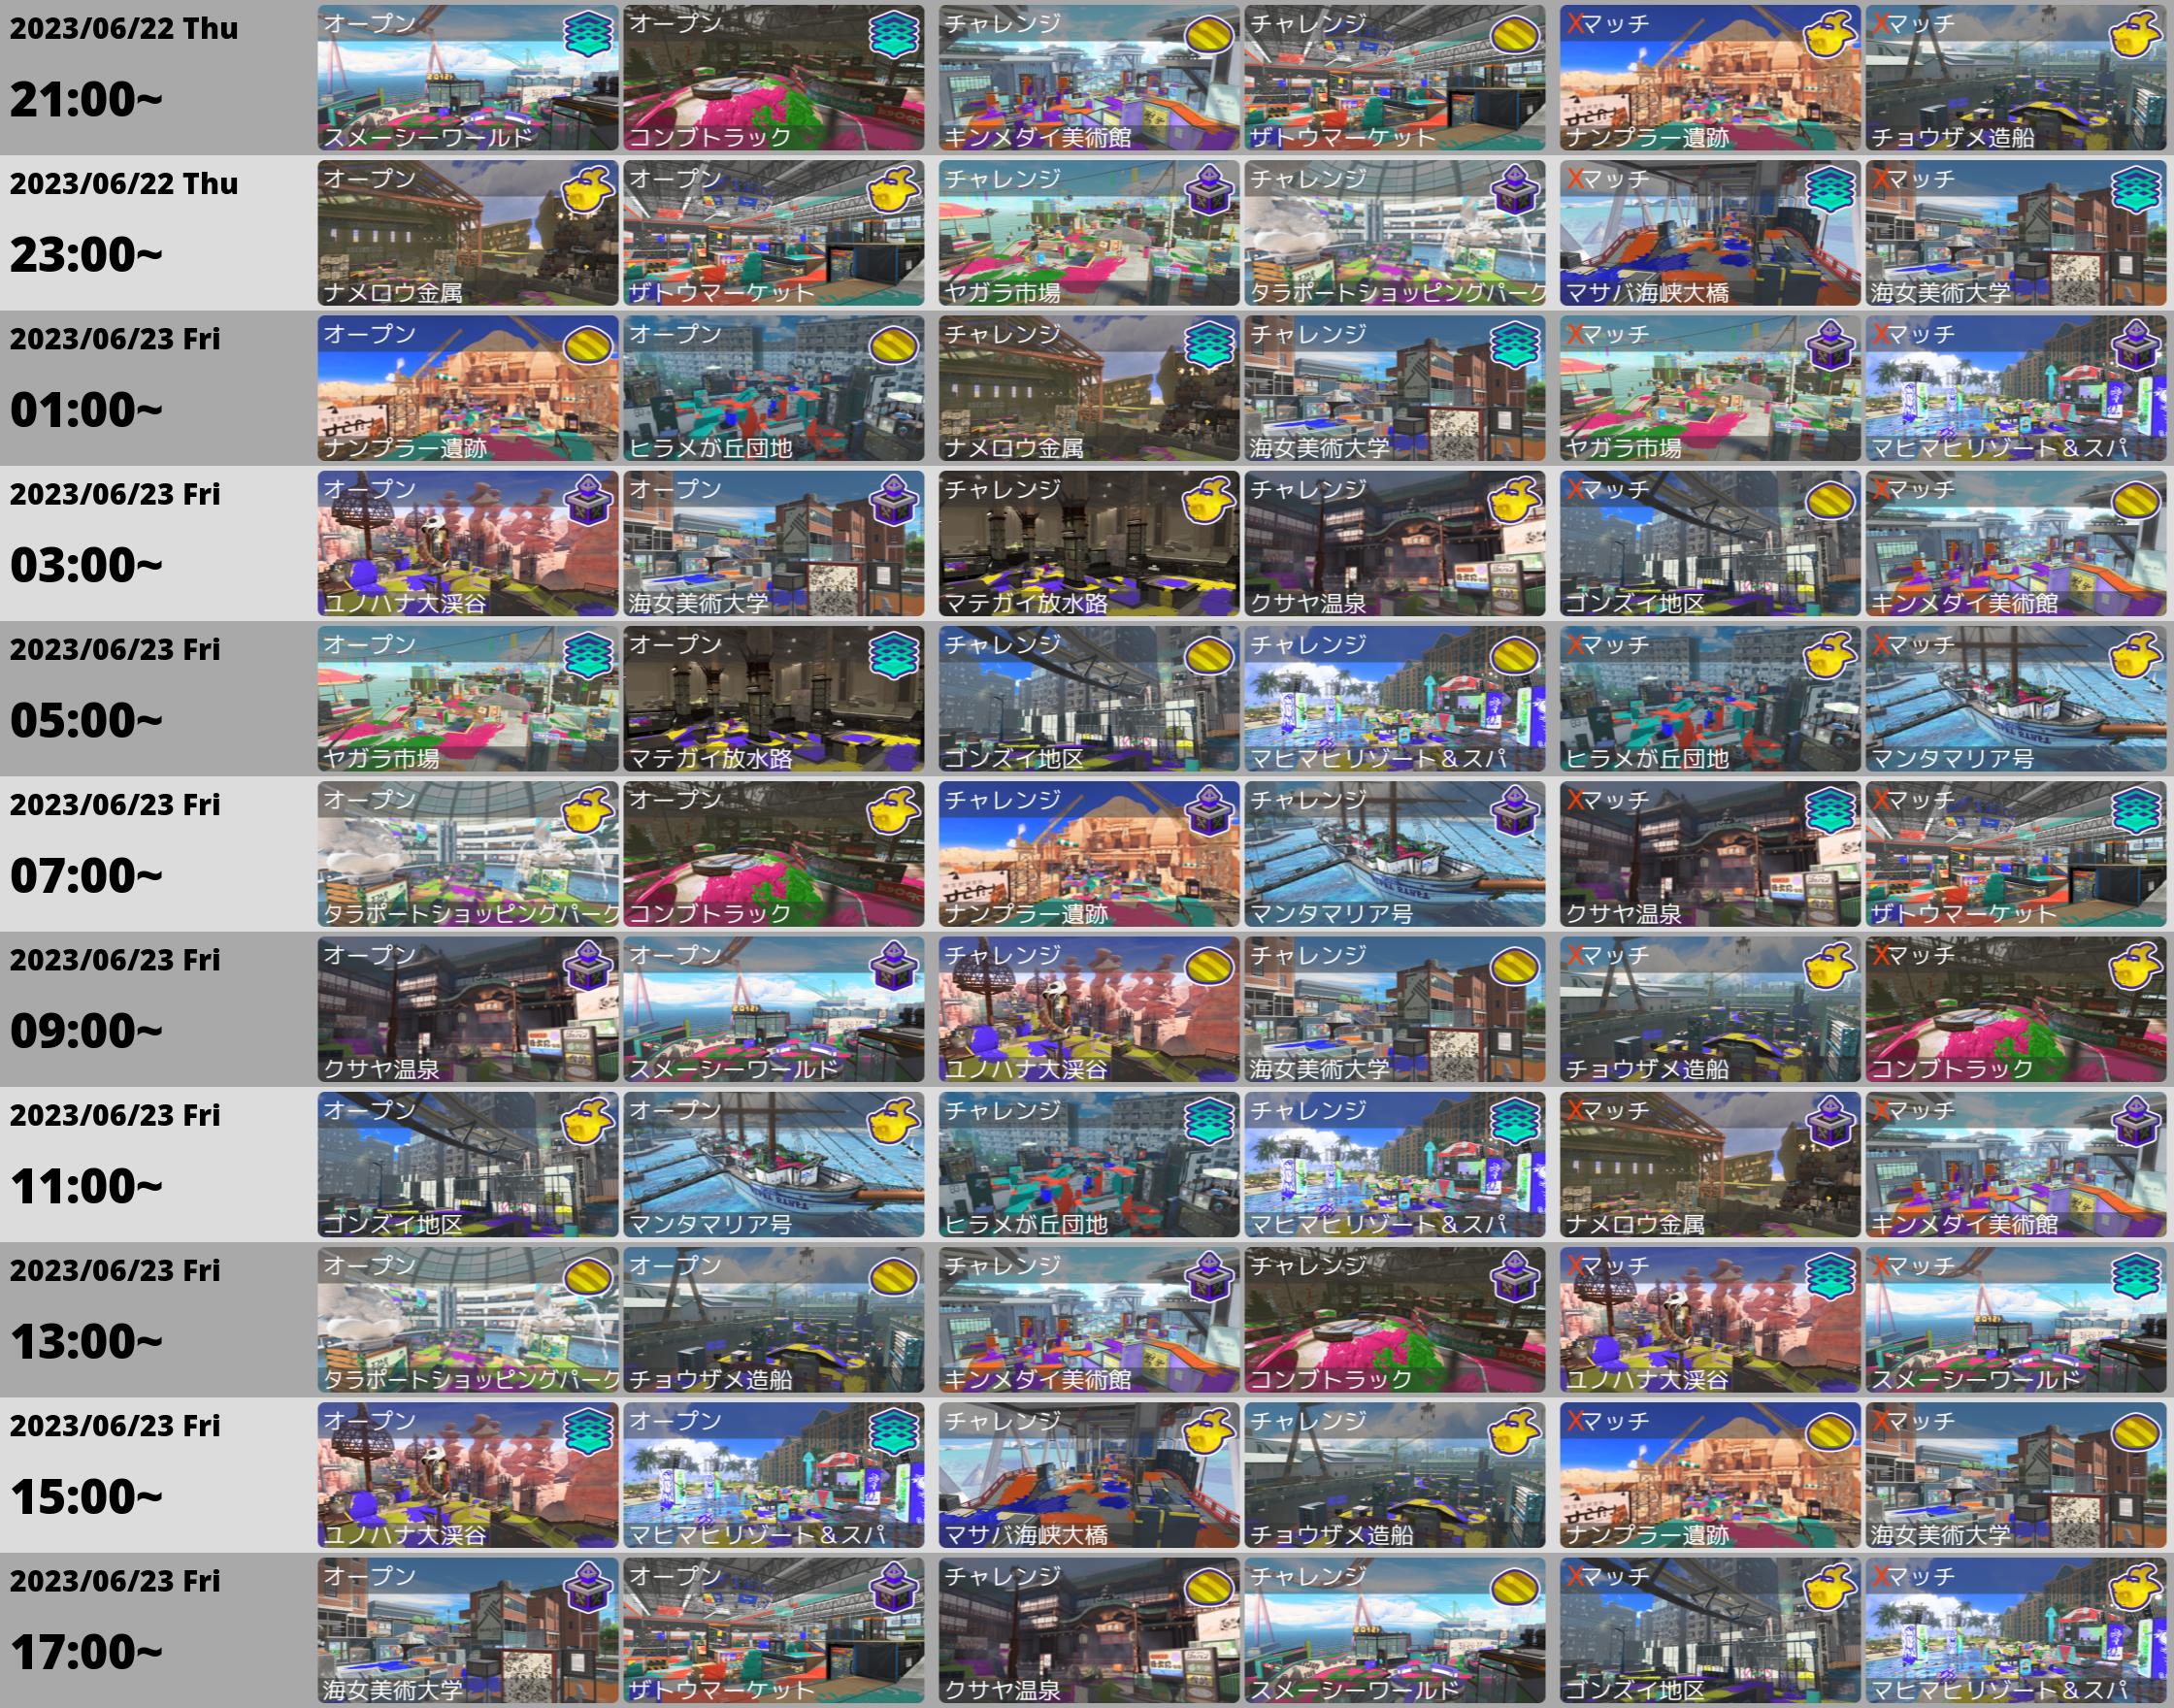 2023/06/22 Thu
21:00~
オープン オープン チャレンジ チャレンジ Xマッチ Xマッチ
スメーシーワールド コンブトラック キンメダイ美術館 ザトウマーケット ナンプラー遺跡 チョウザメ造船
2023/06/22 Thu
23:00~
オープン オープン チャレンジ チャレンジ Xマッチ Xマッチ
ナメロウ金属 ザトウマーケット ヤガラ市場 タラポートショッピングパーク マサバ海峡大橋 海女美術大学
2023/06/23 Fri
01:00~
オープン オープン チャレンジ チャレンジ Xマッチ Xマッチ
ナンプラー遺跡 ヒラメが丘団地 ナメロウ金属 海女美術大学 ヤガラ市場 マヒマヒリゾート＆スパ
2023/06/23 Fri
03:00~
オープン オープン チャレンジ チャレンジ Xマッチ Xマッチ
ユノハナ大渓谷 海女美術大学 マテガイ放水路 クサヤ温泉 ゴンズイ地区 キンメダイ美術館
2023/06/23 Fri
05:00~
オープン オープン チャレンジ チャレンジ Xマッチ Xマッチ
ヤガラ市場 マテガイ放水路 ゴンズイ地区 マヒマヒリゾート＆スパ ヒラメが丘団地 マンタマリア号
2023/06/23 Fri
07:00~
オープン オープン チャレンジ チャレンジ Xマッチ Xマッチ
タラポートショッピングパーク コンブトラック ナンプラー遺跡 マンタマリア号 クサヤ温泉 ザトウマーケット
2023/06/23 Fri
09:00~
オープン オープン チャレンジ チャレンジ Xマッチ Xマッチ
クサヤ温泉 スメーシーワールド ユノハナ大渓谷 海女美術大学 チョウザメ造船 コンブトラック
2023/06/23 Fri
11:00~
オープン オープン チャレンジ チャレンジ Xマッチ Xマッチ
ゴンズイ地区 マンタマリア号 ヒラメが丘団地 マヒマヒリゾート＆スパ ナメロウ金属 キンメダイ美術館
2023/06/23 Fri
13:00~
オープン オープン チャレンジ チャレンジ Xマッチ Xマッチ
タラポートショッピングパーク チョウザメ造船 キンメダイ美術館 コンブトラック ユノハナ大渓谷 スメーシーワールド
2023/06/23 Fri
15:00~
オープン オープン チャレンジ チャレンジ Xマッチ Xマッチ
ユノハナ大渓谷 マヒマヒリゾート＆スパ マサバ海峡大橋 チョウザメ造船 ナンプラー遺跡 海女美術大学
2023/06/23 Fri
17:00~
オープン オープン チャレンジ チャレンジ Xマッチ Xマッチ
海女美術大学 ザトウマーケット クサヤ温泉 スメーシーワールド ゴンズイ地区 マヒマヒリゾート＆スパ